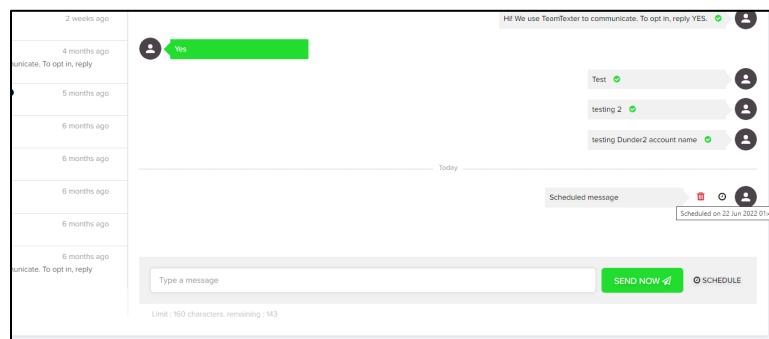 2 weeks ago
4 months ago
unicate. To opt in, reply
5 months ago
6 months ago
6 months ago
6 months ago
6 months ago
6 months ago
municate. To opt in, reply
Hi! We use TeamTexter to communicate. To opt in, reply YES.
Yes
Test
testing 2
testing Dunder2 account name
Today
Scheduled message
Scheduled on 22 Jun 2022 01:
Type a message
SEND NOW
SCHEDULE
Limit : 160 characters. remaining : 143